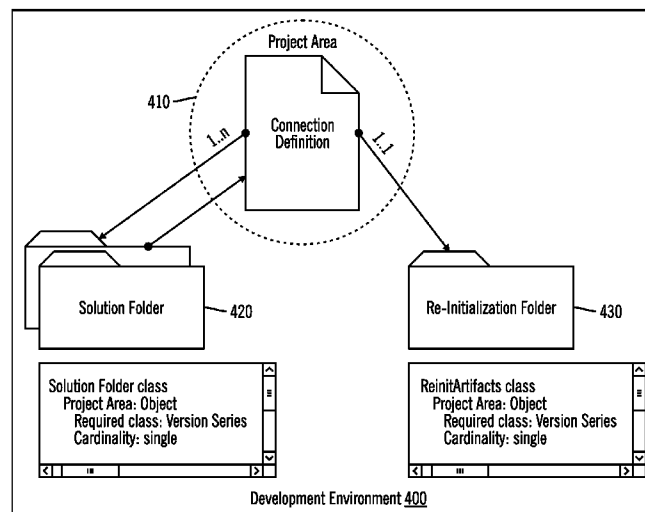 Project Area
410
Connection
Definition
1..n
1..1
Solution Folder
420
Re-Initialization Folder
430
Solution Folder class
Project Area: Object
Required class: Version Series
Cardinality: single
ReinitArtifacts class
Project Area: Object
Required class: Version Series
Cardinality: single
Development Environment 400